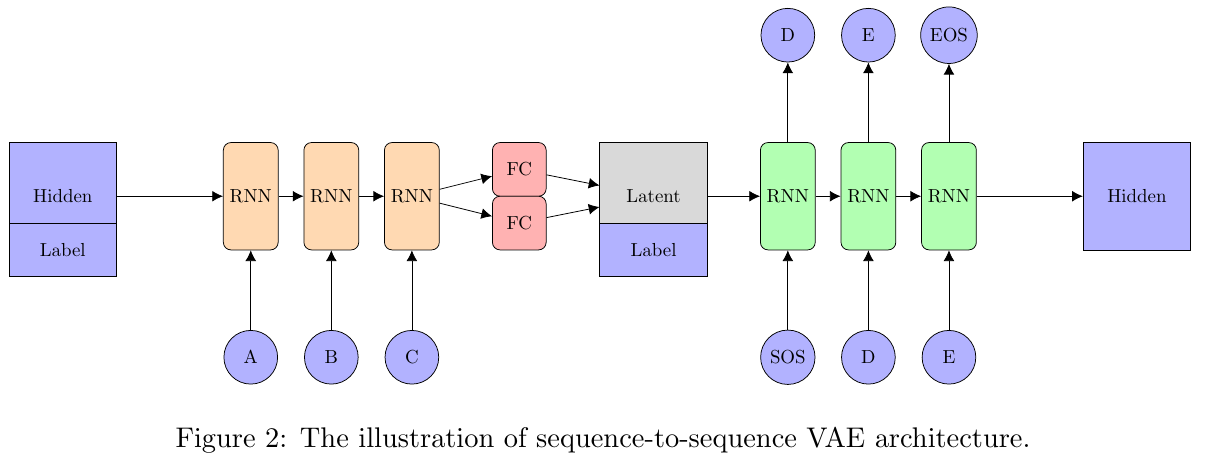 D E EOS
FC
Hidden RNN RNN RNN Latent RNN RNN RNN Hidden
FC
Label Label
A B C SOS D E
Figure 2: The illustration of sequence-to-sequence VAE architecture.